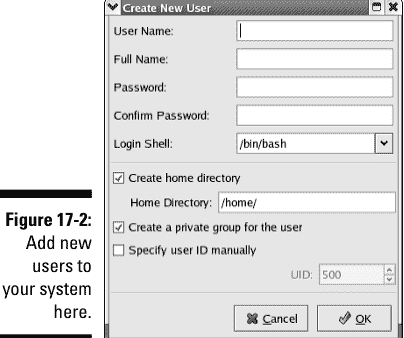 Create New User
User Name:
Full Name:
Password:
Confirm Password:
Login Shell: /bin/bash
Create home directory
Home Directory: /home/
Create a private group for the user
Specify user ID manually
UID: 500
Cancel OK
Figure 17-2:
Add new
users to
your system
here.